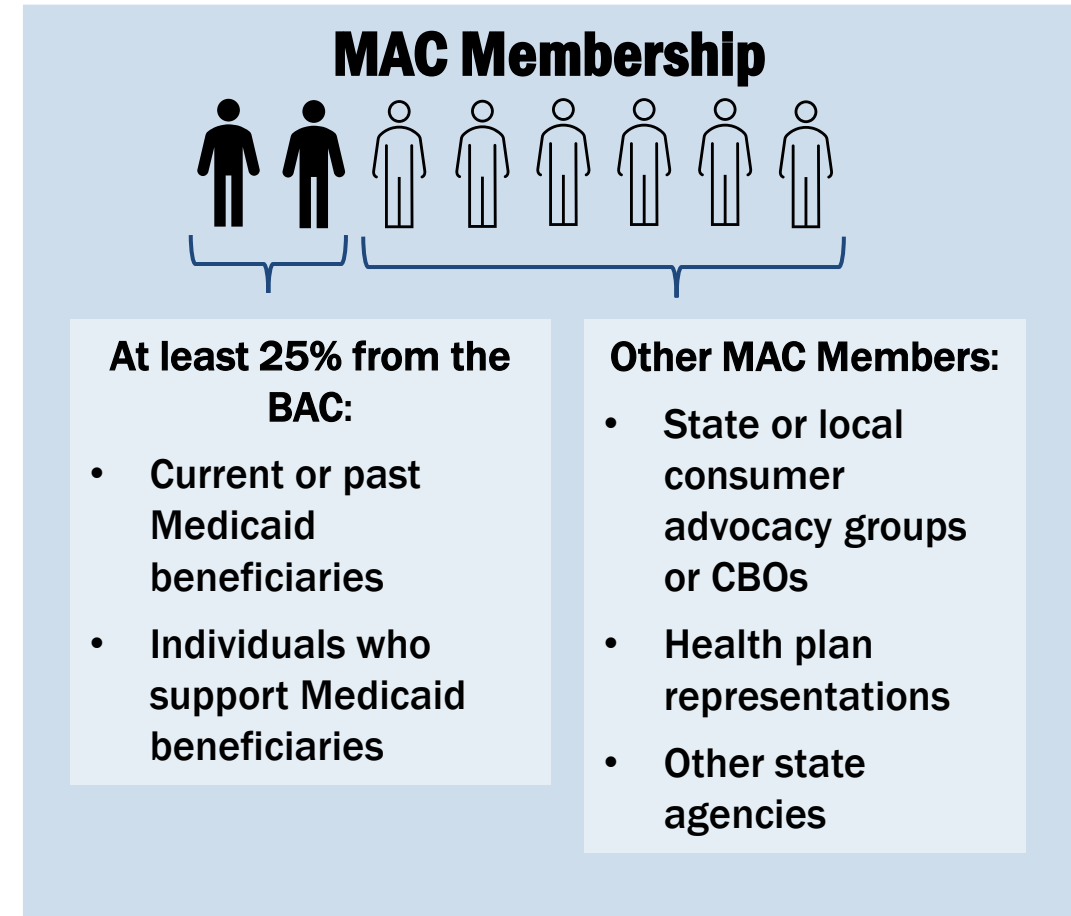 MAC Membership
At least 25% from the
BAC:
• Current or past
Medicaid
beneficiaries
• Individuals who
support Medicaid
beneficiaries
Other MAC Members:
• State or local
consumer
advocacy groups
or CBOs
• Health plan
representations
• Other state
agencies